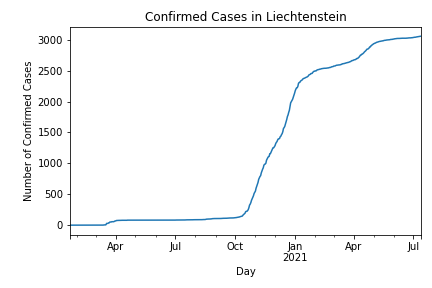 Confirmed Cases in Liechtenstein
3000
2500
2000
1500
1000
500
0
Number of Confirmed Cases
Apr Jul Oct Jan Apr Jul
2021
Day